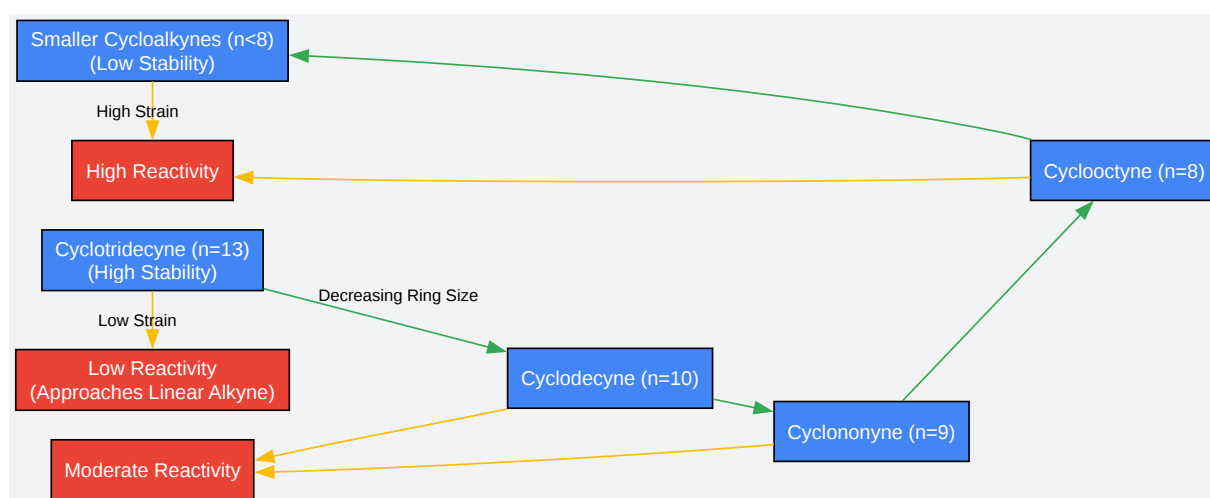 Smaller Cycloalkynes (n<8)
(Low Stability)
High Strain
High Reactivity
Cyclooctyne (n=8)
Cyclotridecyne (n=13)
(High Stability)
Decreasing Ring Size
Low Strain
Low Reactivity
(Approaches Linear Alkyne)
Cyclodecyne (n=10)
Cyclononyne (n=9)
Moderate Reactivity